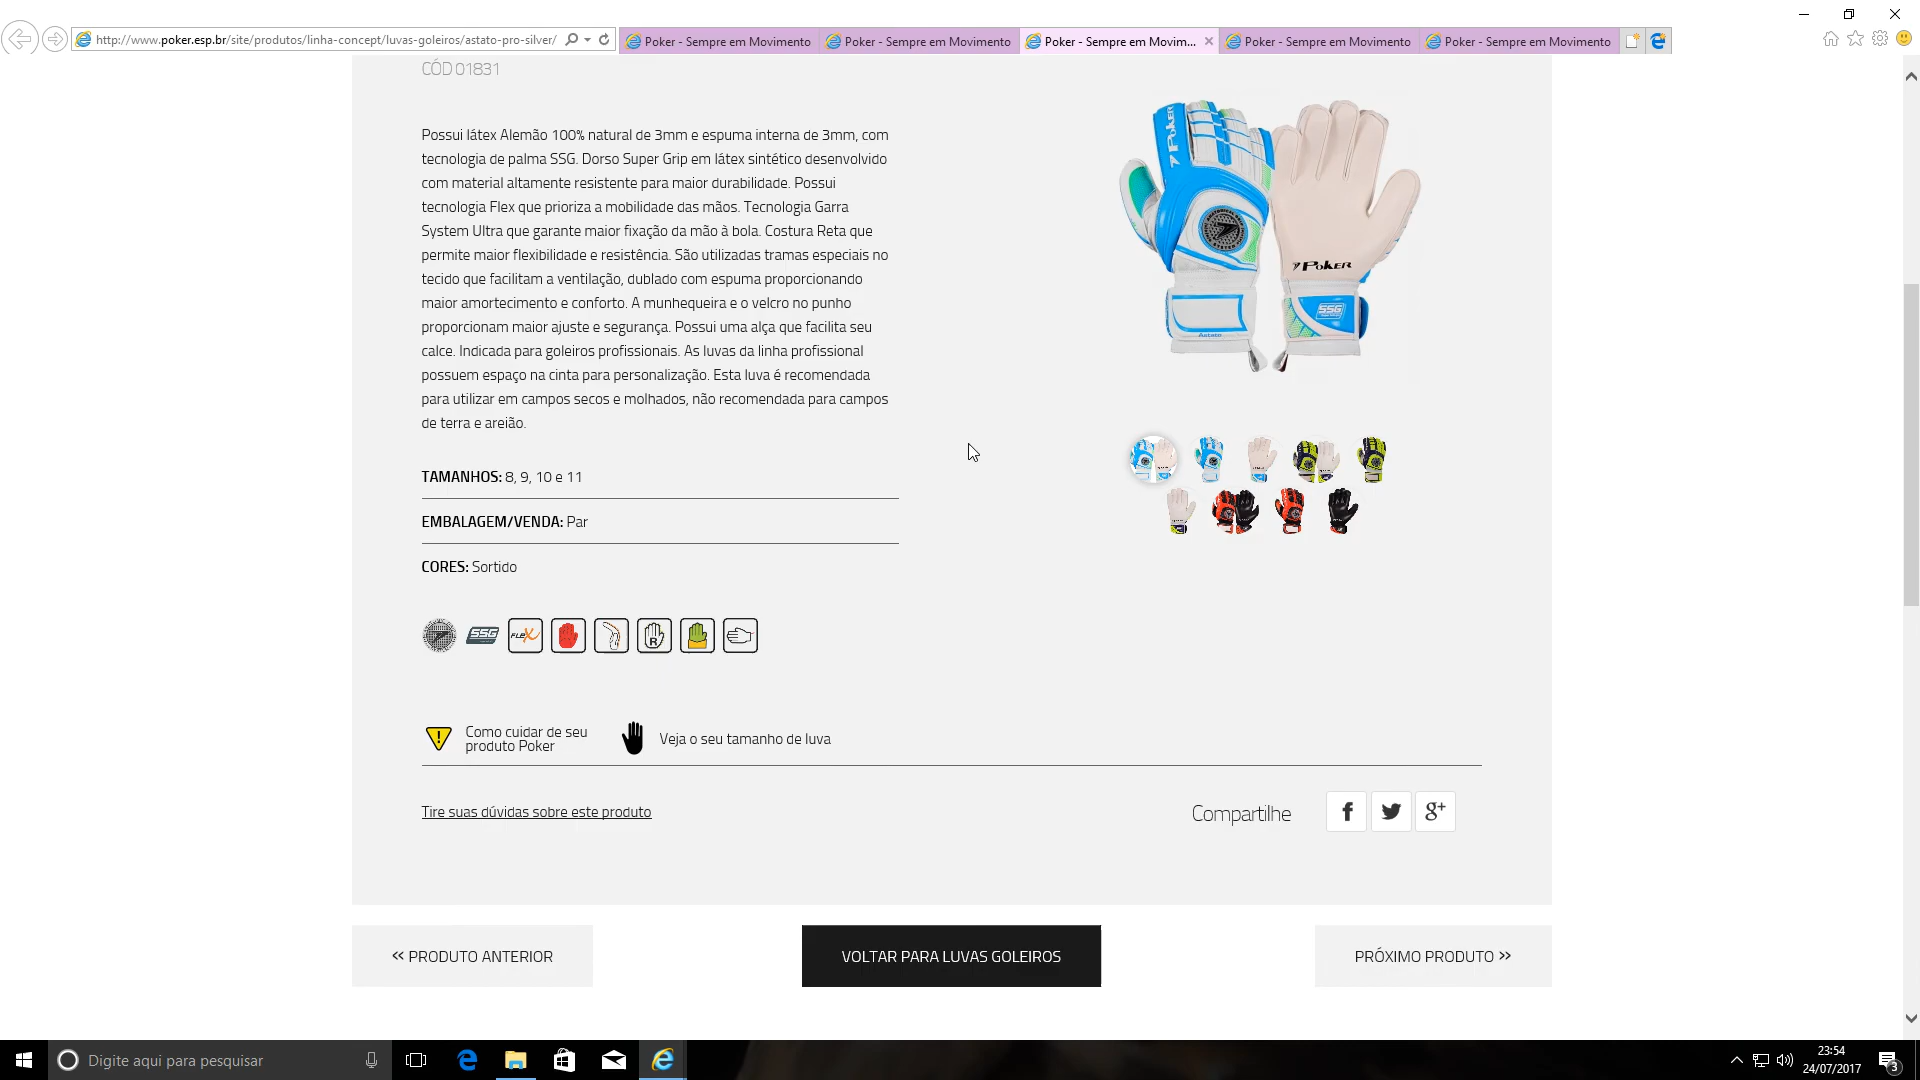 http://www.poker.esp.br/site/produtos/linha-concept/luvas-goleiros/astato-pro-silver/
Poker - Sempre em Movimento
Poker - Sempre em Movimento
Poker - Sempre em Movim...
Poker - Sempre em Movimento
Poker - Sempre em Movimento
CÓD 01831
Possui látex Alemão 100% natural de 3mm e espuma interna de 3mm, com
tecnologia de palma SSG. Dorso Super Grip em látex sintético desenvolvido
com material altamente resistente para maior durabilidade. Possui
tecnologia Flex que prioriza a mobilidade das mãos. Tecnologia Garra
System Ultra que garante maior fixação da mão à bola. Costura Reta que
permite maior flexibilidade e resistência. São utilizadas tramas especiais no
tecido que facilitam a ventilação, dublado com espuma proporcionando
maior amortecimento e conforto. A munhequeira e o velcro no punho
proporcionam maior ajuste e segurança. Possui uma alça que facilita seu
calce. Indicada para goleiros profissionais. As luvas da linha profissional
possuem espaço na cinta para personalização. Esta luva é recomendada
para utilizar em campos secos e molhados, não recomendada para campos
de terra e areião.
Poker
Poker
SSG
Astato
TAMANHOS: 8, 9, 10 e 11
EMBALAGEM/VENDA: Par
CORES: Sortido
SSG
FLEX
R
Como cuidar de seu
produto Poker
Veja o seu tamanho de luva
Tire suas dúvidas sobre este produto
Compartilhe
f
g+
« PRODUTO ANTERIOR
VOLTAR PARA LUVAS GOLEIROS
PRÓXIMO PRODUTO »
Digite aqui para pesquisar
23:54
24/07/2017
3